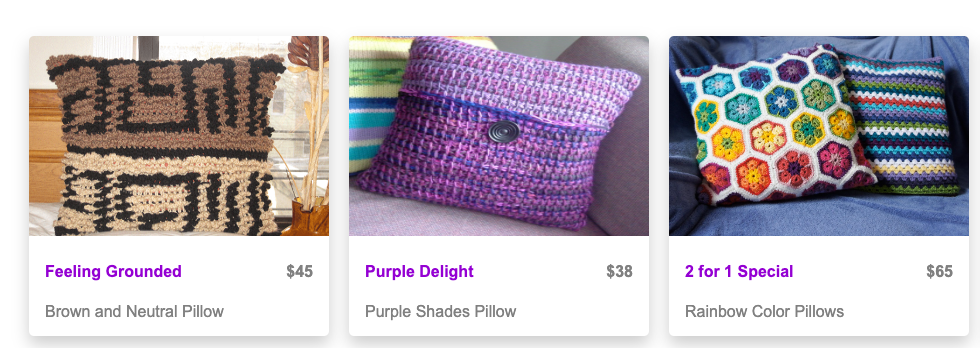 Feeling Grounded $45
Brown and Neutral Pillow
Purple Delight $38
Purple Shades Pillow
2 for 1 Special $65
Rainbow Color Pillows